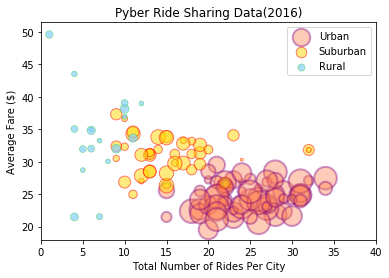 Pyber Ride Sharing Data(2016)
Average Fare ($)
50
45
40
35
30
25
20
Urban
Suburban
Rural
0 5 10 15 20 25 30 35 40
Total Number of Rides Per City